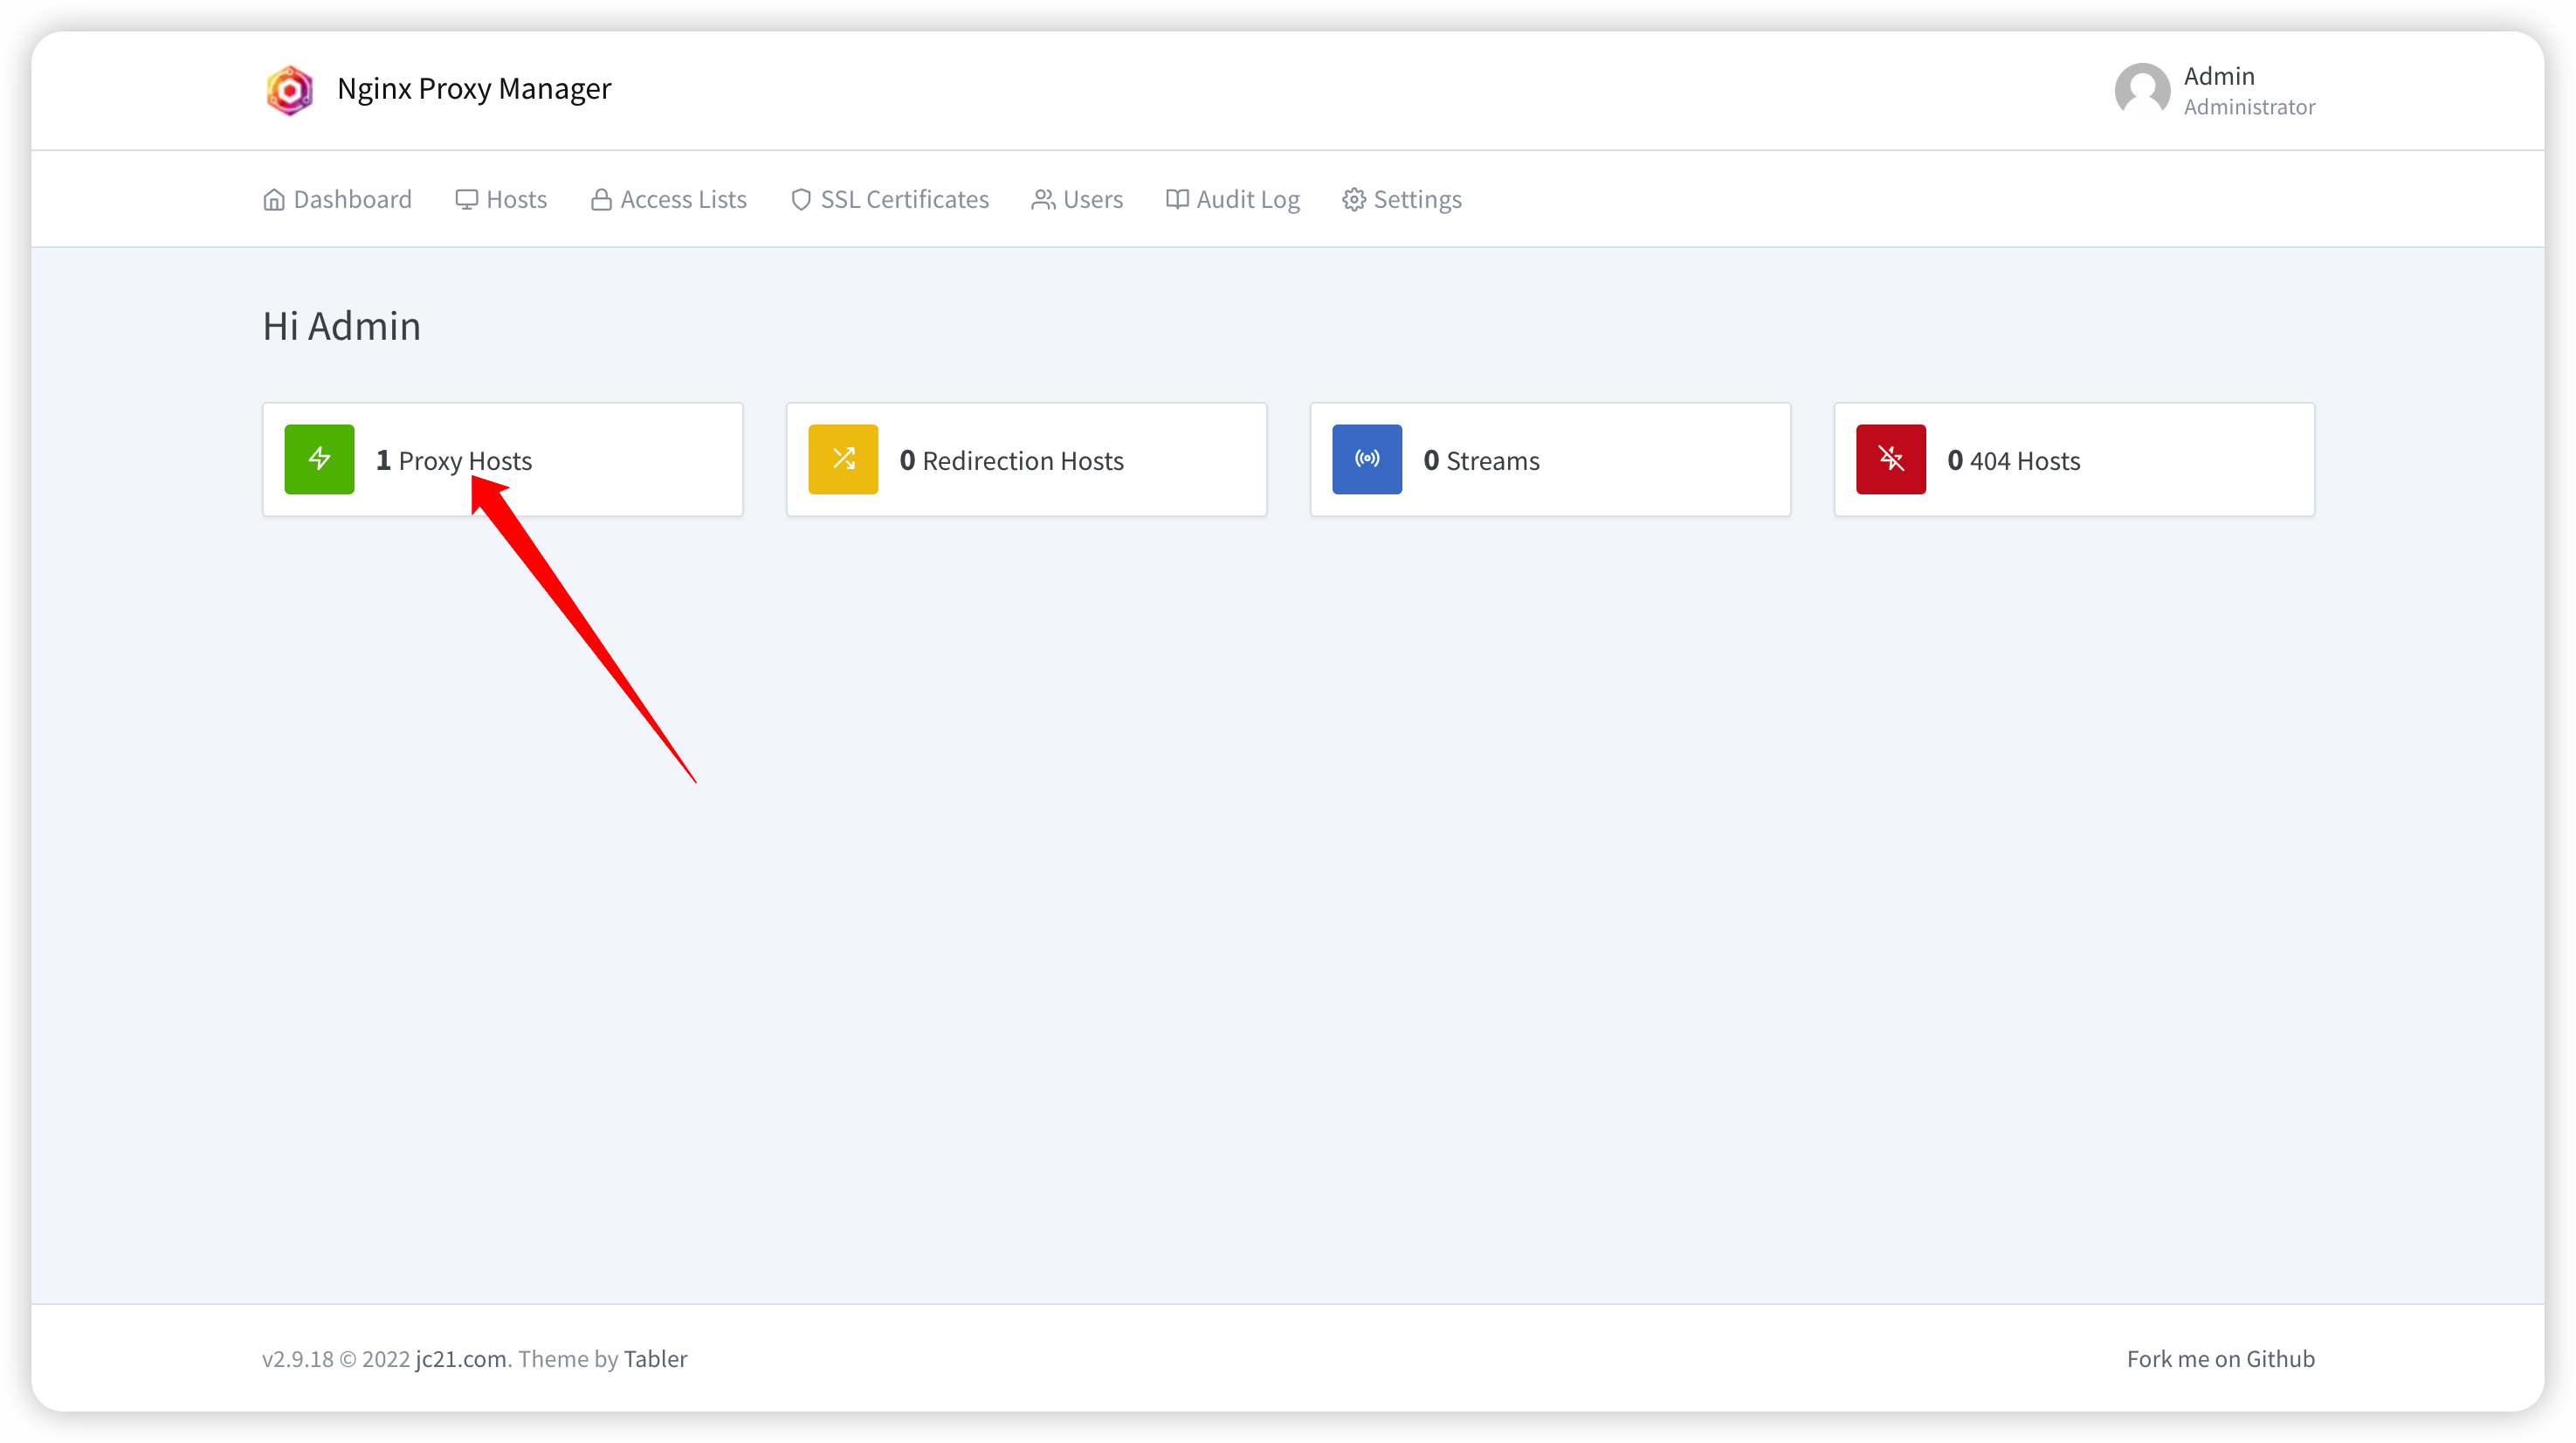 Nginx Proxy Manager
Admin
Administrator
Dashboard Hosts Access Lists SSL Certificates Users Audit Log Settings
Hi Admin
1 Proxy Hosts
0 Redirection Hosts
0 Streams
0 404 Hosts
v2.9.18 © 2022 jc21.com. Theme by Tabler
Fork me on Github